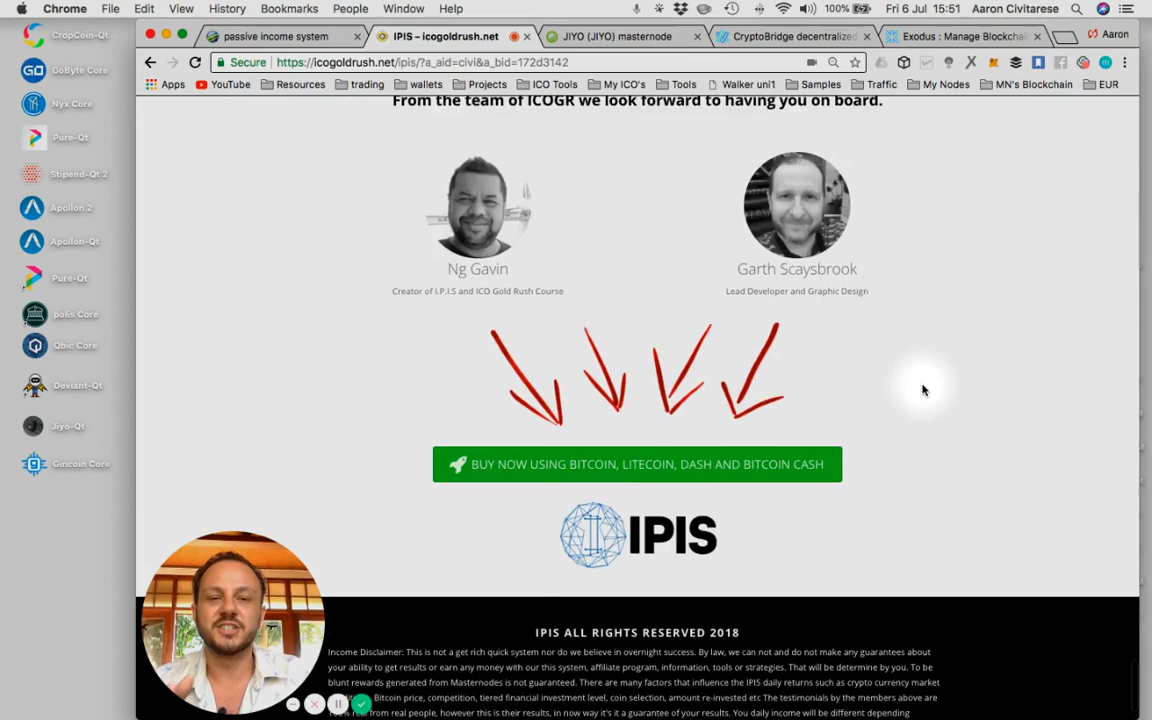 Chrome File Edit View History Bookmarks People Window Help 100% Fri 6 Jul 15:51 Aaron Civitarese
passive income system IPIS – icogoldrush.net JIYO (JIYO) masternode CryptoBridge decentralized Exodus : Manage Blockchain Aaron
Secure https://icogoldrush.net/ipis/?a_aid=civi&a_bid=172d3142
Apps YouTube Resources trading wallets Projects ICO Tools My ICO's Tools Walker uni1 Samples Traffic My Nodes MN's Blockchain EUR
CropCoin-Qt
GoByte Core
Nyx Core
Pure-Qt
Stipend-Qt 2
Apollon 2
Apollon-Qt
Pure-Qt
polis Core
Qbic Core
Deviant-Qt
Jiyo-Qt
Gincoin Core
From the team of ICOGR we look forward to having you on board.
Ng Gavin
Creator of I.P.I.S and ICO Gold Rush Course
Garth Scaysbrook
Lead Developer and Graphic Design
BUY NOW USING BITCOIN, LITECOIN, DASH AND BITCOIN CASH
IPIS
IPIS ALL RIGHTS RESERVED 2018
Income Disclaimer: This is not a get rich quick system nor do we believe in overnight success. By law, we can not and do not make any guarantees about
your ability to get results or earn any money with our this system, affiliate program, information, tools or strategies. That will be determine by you. To be
blunt rewards generated from Masternodes is not guaranteed. There are many factors that influence the IPIS daily returns such as crypto currency market
Bitcoin price, competition, tiered financial investment level, coin selection, amount re-invested etc The testimonials by the members above are
real from real people, however this is their results, in now way it's it a guarantee of your results. You daily income will be different depending